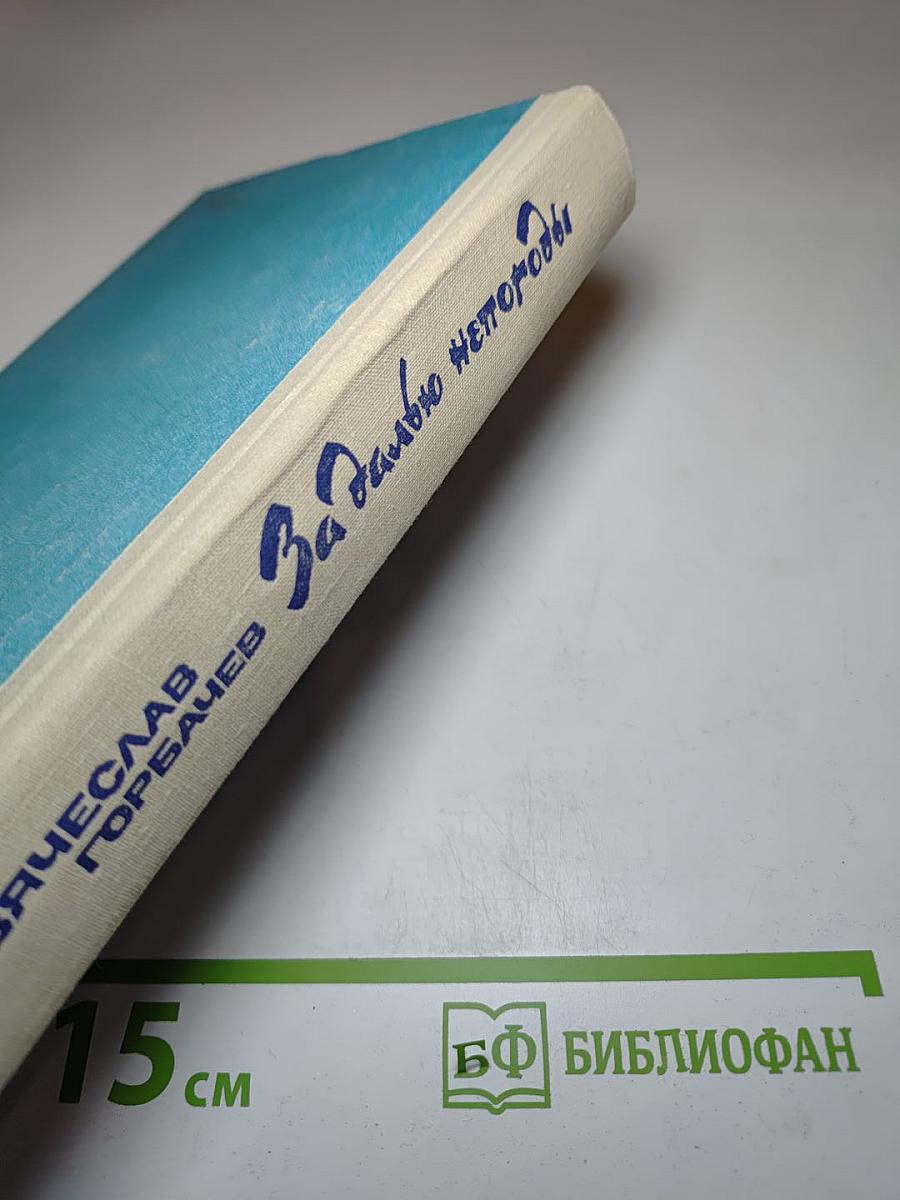 ВЯЧЕСЛАВ
ГОРБАЧЕВ
За далью непогоды
15 см
БФ БИБЛИОФАН